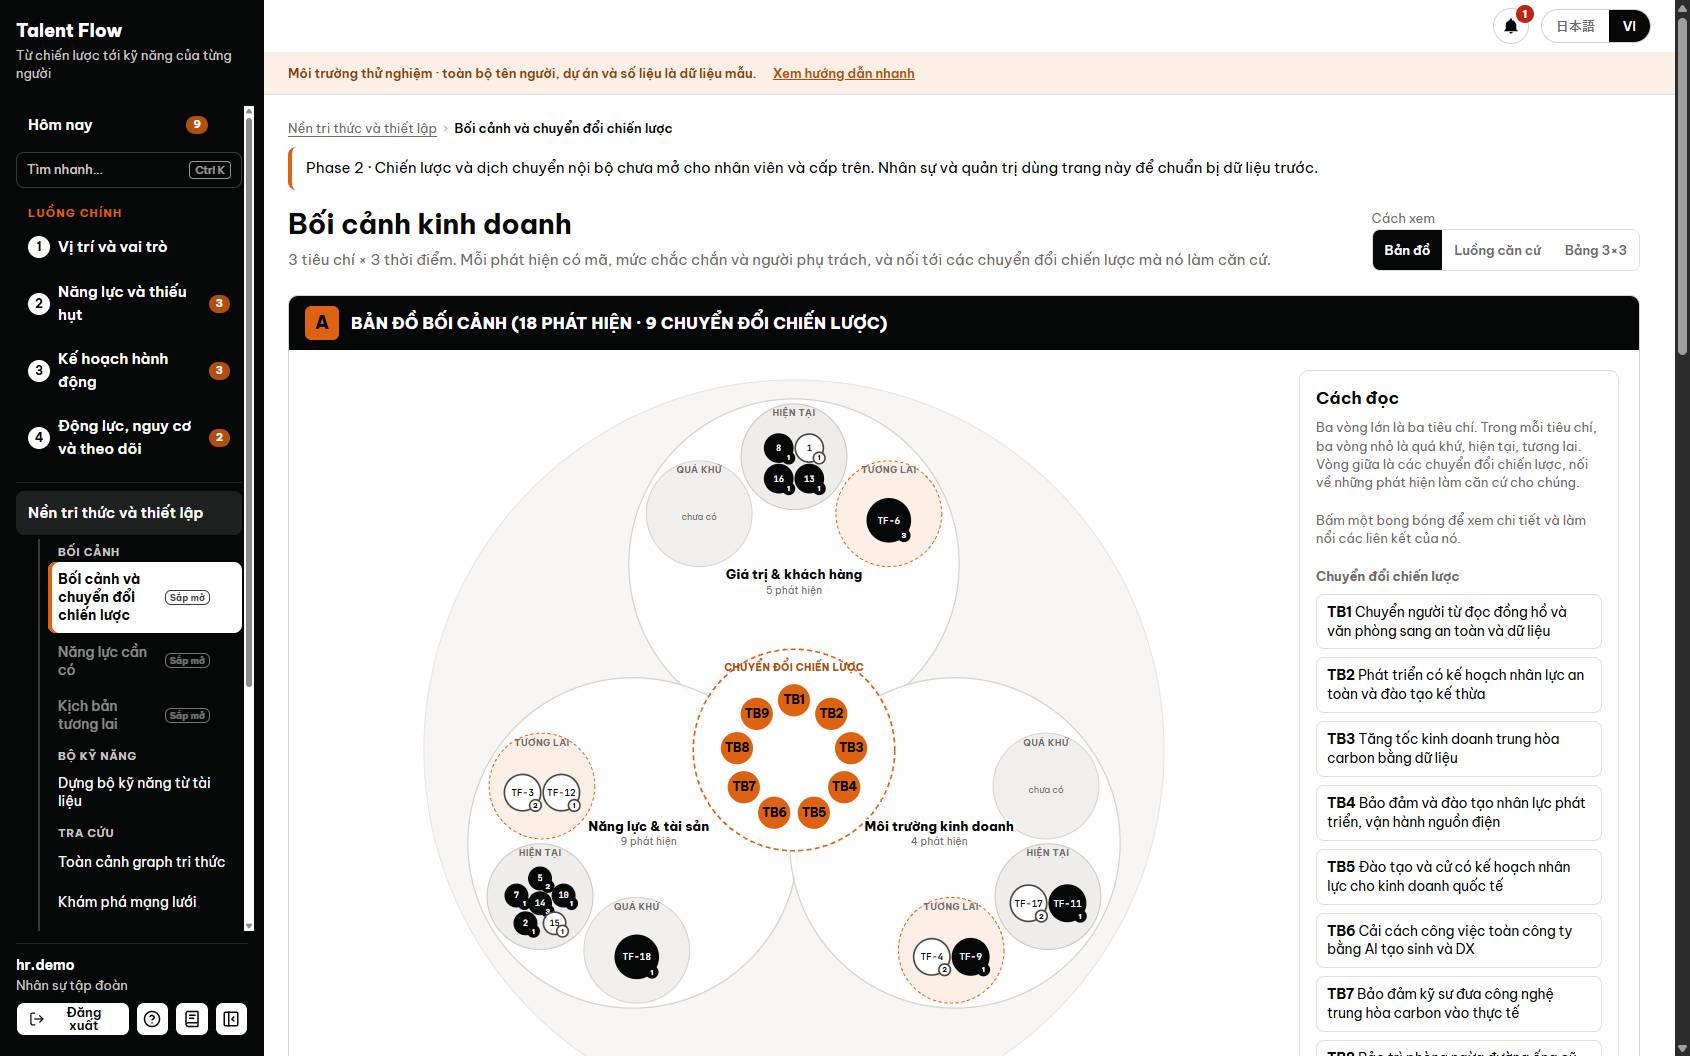 Talent Flow
Từ chiến lược tới kỹ năng của từng
người
Hôm nay
9
Tìm nhanh...
Ctrl K
LUỒNG CHÍNH
1 Vị trí và vai trò
2 Năng lực và thiếu
hụt
3
3 Kế hoạch hành
động
3
4 Động lực, nguy cơ
và theo dõi
2
Nền tri thức và thiết lập
BỐI CẢNH
Bối cảnh và
chuyển đổi
chiến lược
Sắp mở
Năng lực cần
có
Sắp mở
Kịch bản
tương lai
Sắp mở
BỘ KỸ NĂNG
Dựng bộ kỹ năng từ tài
liệu
TRA CỨU
Toàn cảnh graph tri thức
Khám phá mạng lưới
hr.demo
Nhân sự tập đoàn
Đăng
xuất
1
日本語
VI
Môi trường thử nghiệm · toàn bộ tên người, dự án và số liệu là dữ liệu mẫu. Xem hướng dẫn nhanh
Nền tri thức và thiết lập › Bối cảnh và chuyển đổi chiến lược
Phase 2 · Chiến lược và dịch chuyển nội bộ chưa mở cho nhân viên và cấp trên. Nhân sự và quản trị dùng trang này để chuẩn bị dữ liệu trước.
Bối cảnh kinh doanh
3 tiêu chí × 3 thời điểm. Mỗi phát hiện có mã, mức chắc chắn và người phụ trách, và nối tới các chuyển đổi chiến lược mà nó làm căn cứ.
Cách xem
Bản đồ
Luồng căn cứ
Bảng 3×3
A BẢN ĐỒ BỐI CẢNH (18 PHÁT HIỆN · 9 CHUYỂN ĐỔI CHIẾN LƯỢC)
HIỆN TẠI
8 1
1 1
16 1
13 1
QUÁ KHỨ
chưa có
TƯƠNG LAI
TF-6
3
Giá trị & khách hàng
5 phát hiện
CHUYỂN ĐỔI CHIẾN LƯỢC
TB1
TB2
TB3
TB4
TB5
TB6
TB7
TB8
TB9
TƯƠNG LAI
TF-3 2
TF-12 1
Năng lực & tài sản
9 phát hiện
HIỆN TẠI
5 2
7 1
10 1
14
2 1
15 1
QUÁ KHỨ
TF-18
1
QUÁ KHỨ
chưa có
Môi trường kinh doanh
4 phát hiện
HIỆN TẠI
TF-17 2
TF-11 1
TƯƠNG LAI
TF-4 2
TF-9 1
Cách đọc
Ba vòng lớn là ba tiêu chí. Trong mỗi tiêu chí,
ba vòng nhỏ là quá khứ, hiện tại, tương lai.
Vòng giữa là các chuyển đổi chiến lược, nối
về những phát hiện làm căn cứ cho chúng.
Bấm một bong bóng để xem chi tiết và làm
nổi các liên kết của nó.
Chuyển đổi chiến lược
TB1 Chuyển người từ đọc đồng hồ và
văn phòng sang an toàn và dữ liệu
TB2 Phát triển có kế hoạch nhân lực an
toàn và đào tạo kế thừa
TB3 Tăng tốc kinh doanh trung hòa
carbon bằng dữ liệu
TB4 Bảo đảm và đào tạo nhân lực phát
triển, vận hành nguồn điện
TB5 Đào tạo và cử có kế hoạch nhân
lực cho kinh doanh quốc tế
TB6 Cải cách công việc toàn công ty
bằng AI tạo sinh và DX
TB7 Bảo đảm kỹ sư đưa công nghệ
trung hòa carbon vào thực tế